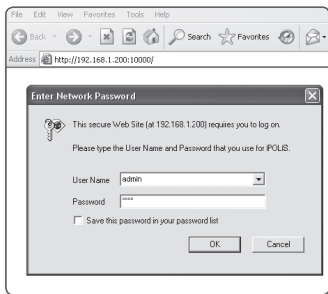 File Edit View Favorites Tools Help
Back Search Favorites
Address http://192.168.1.200:10000/
Enter Network Password
This secure Web Site (at 192.168.1.200) requires you to log on.
Please type the User Name and Password that you use for iPOLiS.
User Name admin
Password ××××
Save this password in your password list
OK Cancel